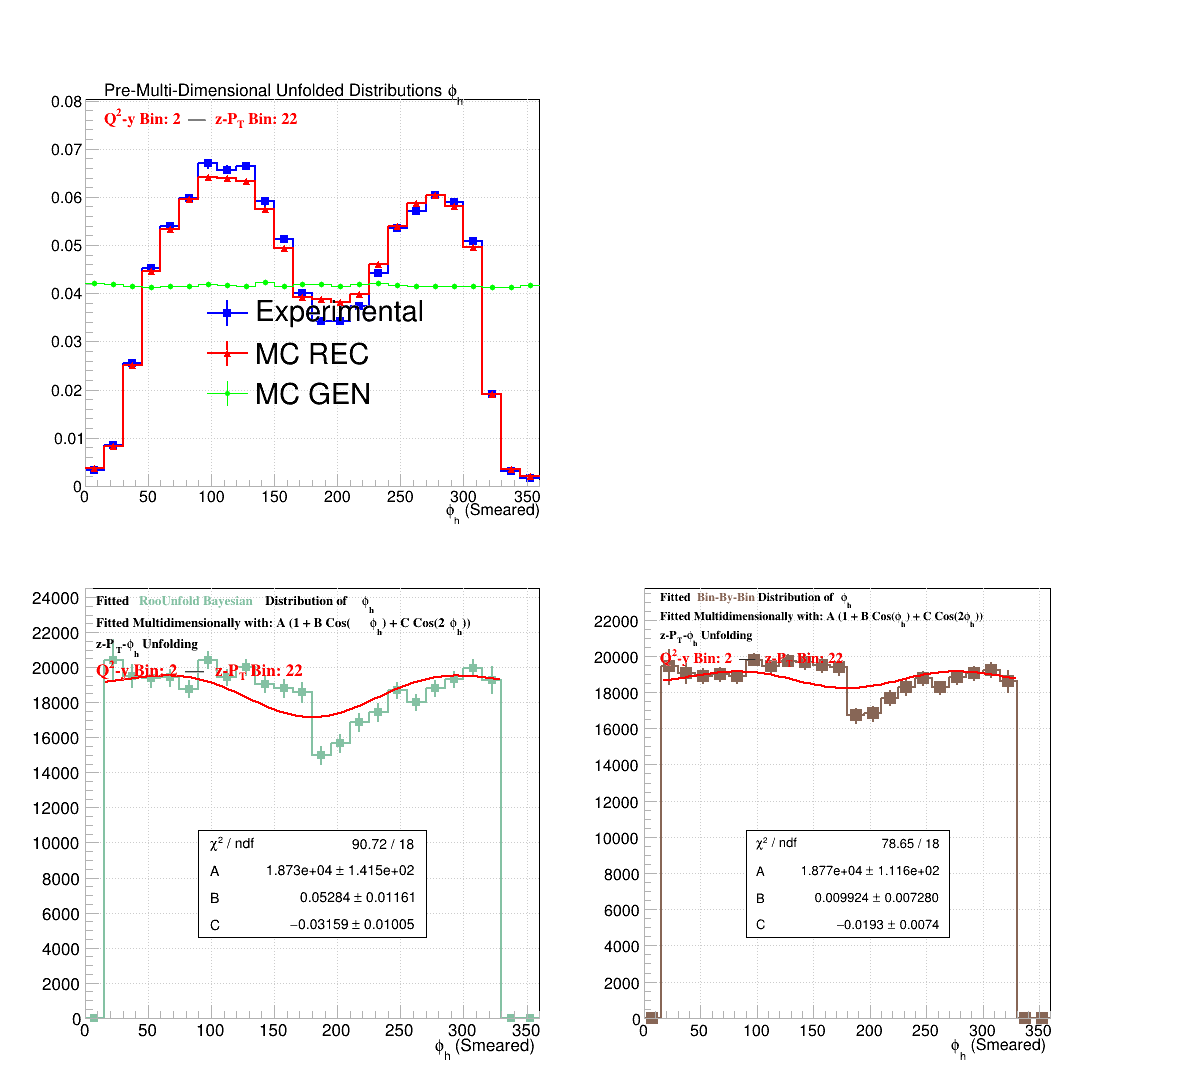 Pre-Multi-Dimensional Unfolded Distributions ϕh
Q2-y Bin: 2 — z-PT Bin: 22
0.08
0.07
0.06
0.05
0.04
0.03
0.02
0.01
0
Experimental
MC REC
MC GEN
0 50 100 150 200 250 300 350
ϕh (Smeared)
Fitted RooUnfold Bayesian Distribution of ϕh
Fitted Multidimensionally with: A (1 + B Cos( ϕh) + C Cos(2 ϕh))
z-PT-ϕh Unfolding
Q2-y Bin: 2 — z-PT Bin: 22
24000
22000
20000
18000
16000
14000
12000
10000
8000
6000
4000
2000
0
χ2 / ndf 90.72 / 18
A 1.873e+04 ± 1.415e+02
B 0.05284 ± 0.01161
C −0.03159 ± 0.01005
0 50 100 150 200 250 300 350
ϕh (Smeared)
Fitted Bin-By-Bin Distribution of ϕh
Fitted Multidimensionally with: A (1 + B Cos(ϕh) + C Cos(2ϕh))
z-PT-ϕh Unfolding
Q2-y Bin: 2 — z-PT Bin: 22
22000
20000
18000
16000
14000
12000
10000
8000
6000
4000
2000
0
χ2 / ndf 78.65 / 18
A 1.877e+04 ± 1.116e+02
B 0.009924 ± 0.007280
C −0.0193 ± 0.0074
0 50 100 150 200 250 300 350
ϕh (Smeared)